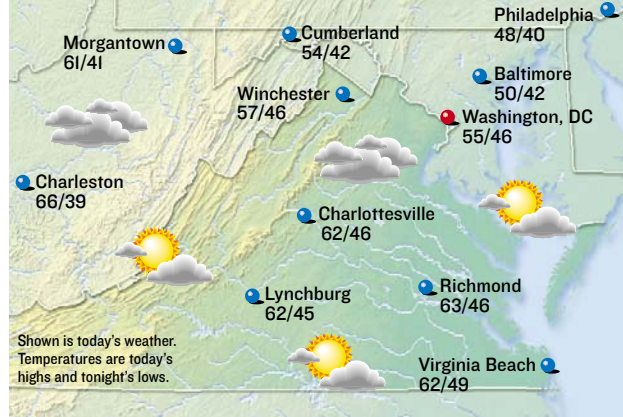 Philadelphia
48/40
Morgantown
61/41
Cumberland
54/42
Baltimore
50/42
Winchester
57/46
Washington, DC
55/46
Charleston
66/39
Charlottesville
62/46
Lynchburg
62/45
Richmond
63/46
Virginia Beach
62/49
Shown is today's weather.
Temperatures are today's
highs and tonight's lows.